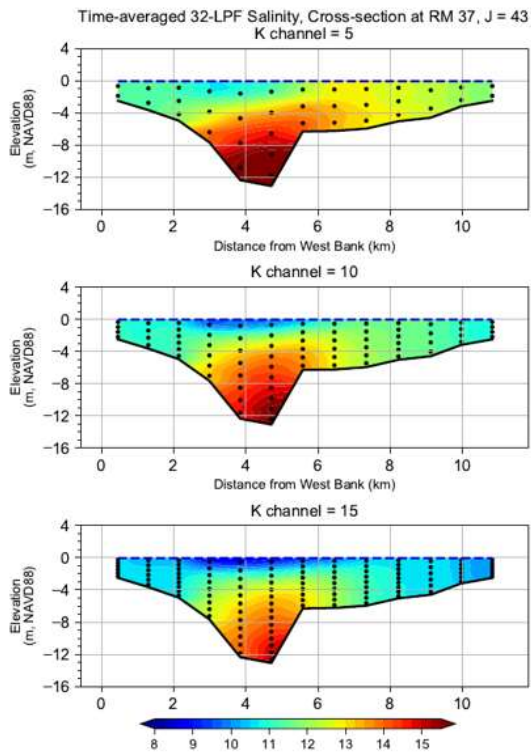 Time-averaged 32-LPF Salinity, Cross-section at RM 37, J = 43
K channel = 5
4
0
−4
−8
−12
−16
Elevation
(m, NAVD88)
0 2 4 6 8 10
Distance from West Bank (km)
K channel = 10
4
0
−4
−8
−12
−16
Elevation
(m, NAVD88)
0 2 4 6 8 10
Distance from West Bank (km)
K channel = 15
4
0
−4
−8
−12
−16
Elevation
(m, NAVD88)
0 2 4 6 8 10
8 9 10 11 12 13 14 15